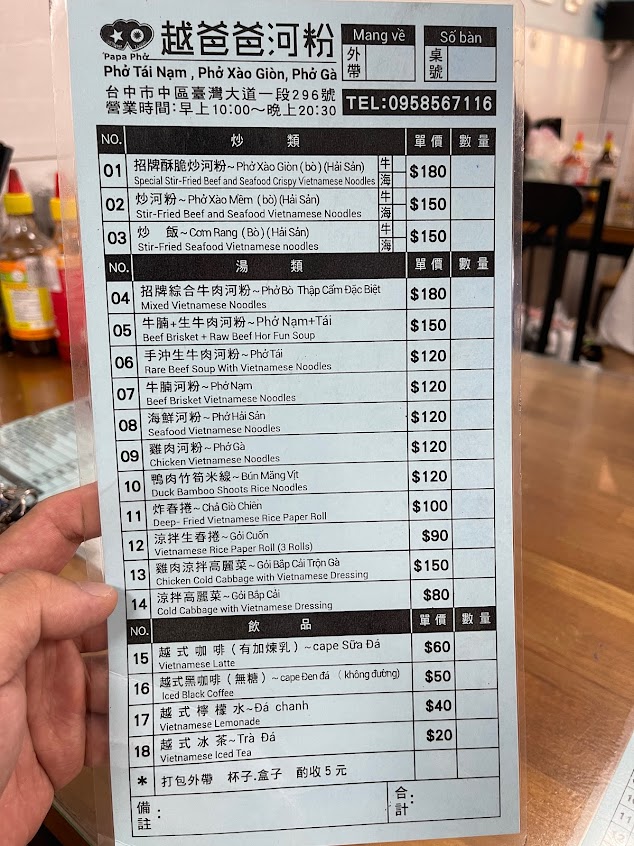 Papa Phở
越爸爸河粉
Mang về
外帶
Số bàn
桌號
Phở Tái Nạm , Phở Xào Giòn, Phở Gà
台中市中區臺灣大道一段296號
營業時間:早上10:00～晚上20:30
TEL:0958567116
NO. 炒 類 單價 數量
01 招牌酥脆炒河粉~Phở Xào Giòn (bò) (Hải Sản) 牛 海 $180
Special Stir-Fried Beef and Seafood Crispy Vietnamese Noodles
02 炒河粉~Phở Xào Mềm (bò) (Hải Sản) 牛 海 $150
Stir-Fried Beef and Seafood Vietnamese Noodles
03 炒 飯~Cơm Rang (Bò) (Hải Sản) 牛 海 $150
Stir-Fried Seafood Vietnamese noodles
NO. 湯 類 單價 數量
04 招牌綜合牛肉河粉~Phở Bò Thập Cẩm Đặc Biệt $180
Mixed Vietnamese Noodles
05 牛腩+生牛肉河粉~Phở Nạm+Tái $150
Beef Brisket + Raw Beef Hor Fun Soup
06 手沖生牛肉河粉~Phở Tái $120
Rare Beef Soup With Vietnamese Noodles
07 牛腩河粉~Phở Nạm $120
Beef Brisket Vietnamese Noodles
08 海鮮河粉~Phở Hải Sản $120
Seafood Vietnamese Noodles
09 雞肉河粉~Phở Gà $120
Chicken Vietnamese Noodles
10 鴨肉竹筍米線~Bún Măng Vịt $120
Duck Bamboo Shoots Rice Noodles
11 炸春捲~Chả Giò Chiên $100
Deep- Fried Vietnamese Rice Paper Roll
12 涼拌生春捲~Gỏi Cuốn $90
Vietnamese Rice Paper Roll (3 Rolls)
13 雞肉涼拌高麗菜~Gỏi Bắp Cải Trộn Gà $150
Chicken Cold Cabbage with Vietnamese Dressing
14 涼拌高麗菜~Gỏi Bắp Cải $80
Cold Cabbage with Vietnamese Dressing
NO. 飲 品 單價 數量
15 越式咖啡(有加煉乳)~cape Sữa Đá $60
Vietnamese Latte
16 越式黑咖啡(無糖)~cape Đen đá (không đường) $50
Iced Black Coffee
17 越式檸檬水~Đá chanh $40
Vietnamese Lemonade
18 越式冰茶~Trà Đá $20
Vietnamese Iced Tea
* 打包外帶 杯子.盒子 酌收5元
備註: 合計: